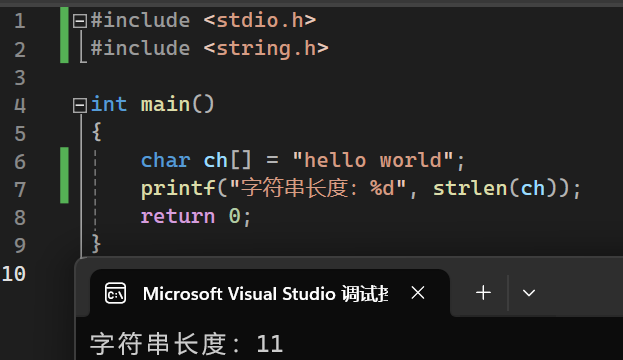 1 #include <stdio.h>
2 #include <string.h>
3
4 int main()
5 {
6 char ch[] = "hello world";
7 printf("字符串长度: %d", strlen(ch));
8 return 0;
9 }
10
Microsoft Visual Studio 调试
字符串长度: 11